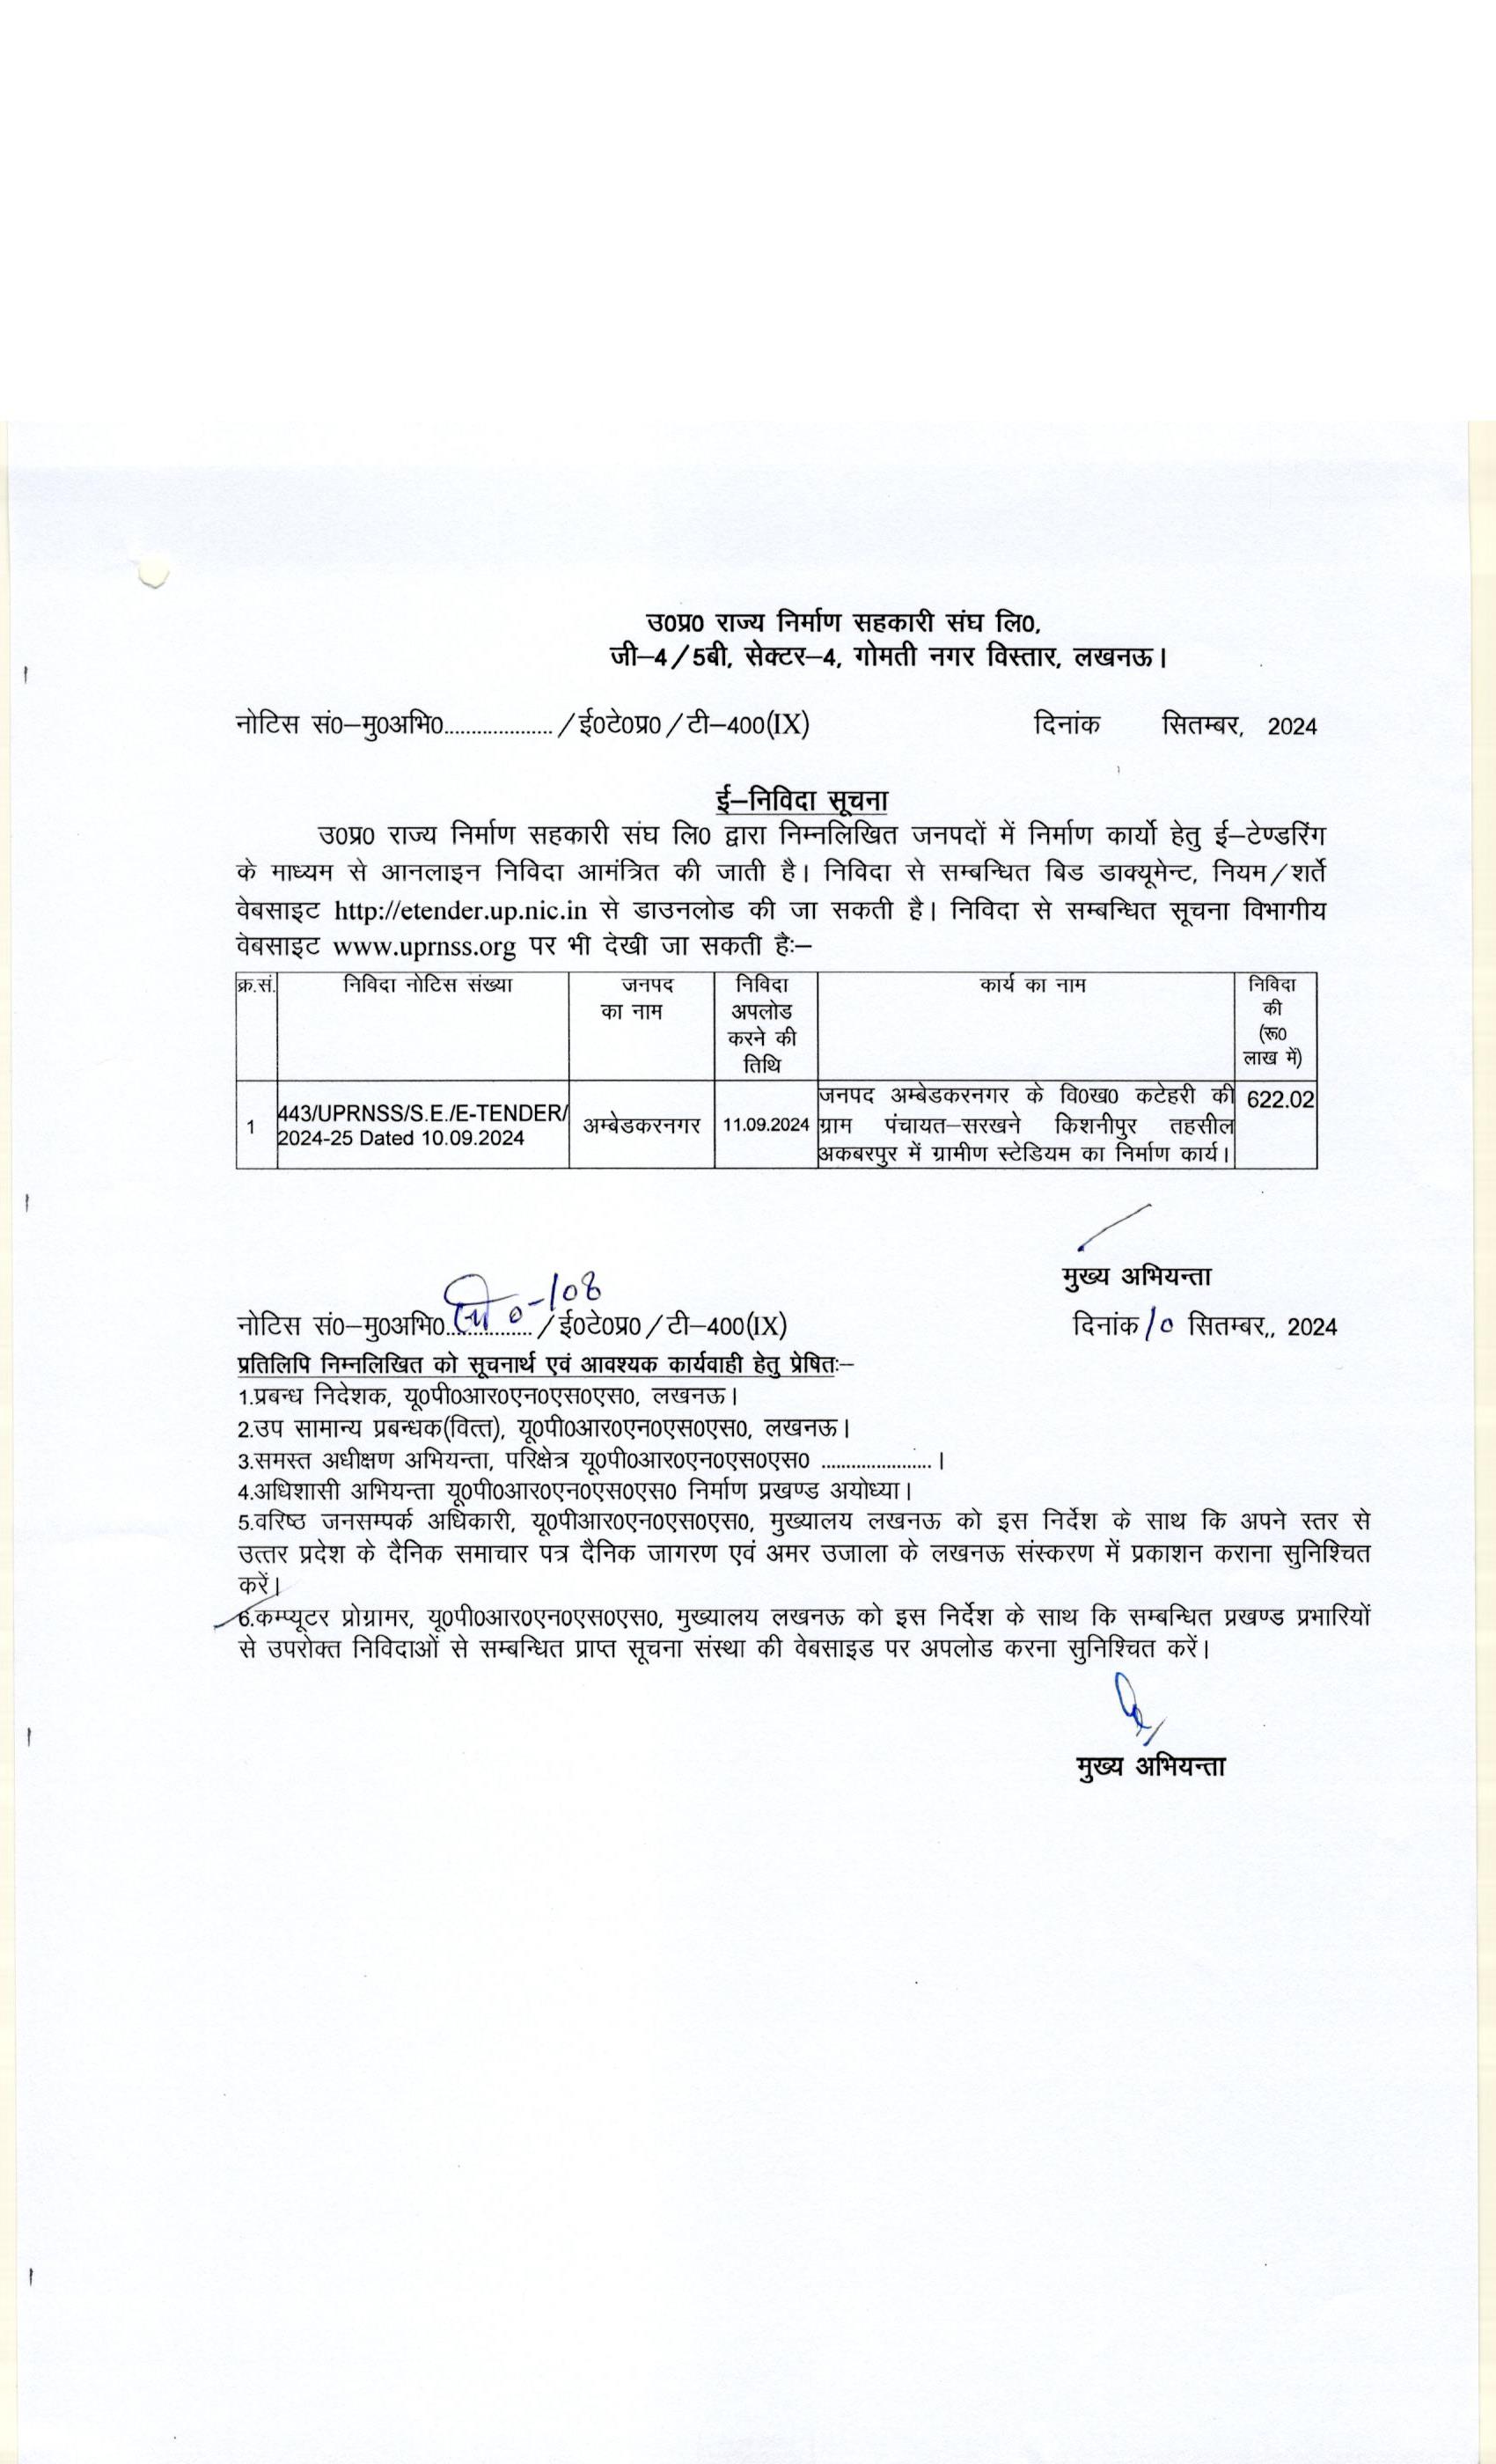 उ0प्र0 राज्य निर्माण सहकारी संघ लि0,
जी–4/5बी, सेक्टर–4, गोमती नगर विस्तार, लखनऊ।
नोटिस सं0–मु0अभि0..................../ई0टे0प्र0/टी–400(IX) दिनांक सितम्बर, 2024
ई–निविदा सूचना
उ0प्र0 राज्य निर्माण सहकारी संघ लि0 द्वारा निम्नलिखित जनपदों में निर्माण कार्यो हेतु ई–टेण्डरिंग
के माध्यम से आनलाइन निविदा आमंत्रित की जाती है। निविदा से सम्बन्धित बिड डाक्यूमेन्ट, नियम/शर्ते
वेबसाइट http://etender.up.nic.in से डाउनलोड की जा सकती है। निविदा से सम्बन्धित सूचना विभागीय
वेबसाइट www.uprnss.org पर भी देखी जा सकती हैः–
क्र.सं. निविदा नोटिस संख्या जनपद का नाम निविदा अपलोड करने की तिथि कार्य का नाम निविदा की (रू0 लाख में)
1 443/UPRNSS/S.E./E-TENDER/ 2024-25 Dated 10.09.2024 अम्बेडकरनगर 11.09.2024 जनपद अम्बेडकरनगर के वि0ख0 कटेहरी की ग्राम पंचायत–सरखने किशनीपुर तहसील अकबरपुर में ग्रामीण स्टेडियम का निर्माण कार्य। 622.02
मुख्य अभियन्ता
नोटिस सं0–मु0अभि0................-108/ई0टे0प्र0/टी–400(IX) दिनांक 10 सितम्बर,, 2024
प्रतिलिपि निम्नलिखित को सूचनार्थ एवं आवश्यक कार्यवाही हेतु प्रेषितः–
1.प्रबन्ध निदेशक, यू0पी0आर0एन0एस0एस0, लखनऊ।
2.उप सामान्य प्रबन्धक(वित्त), यू0पी0आर0एन0एस0एस0, लखनऊ।
3.समस्त अधीक्षण अभियन्ता, परिक्षेत्र यू0पी0आर0एन0एस0एस0 ......................।
4.अधिशासी अभियन्ता यू0पी0आर0एन0एस0एस0 निर्माण प्रखण्ड अयोध्या।
5.वरिष्ठ जनसम्पर्क अधिकारी, यू0पीआर0एन0एस0एस0, मुख्यालय लखनऊ को इस निर्देश के साथ कि अपने स्तर से
उत्तर प्रदेश के दैनिक समाचार पत्र दैनिक जागरण एवं अमर उजाला के लखनऊ संस्करण में प्रकाशन कराना सुनिश्चित
करें।
6.कम्प्यूटर प्रोग्रामर, यू0पी0आर0एन0एस0एस0, मुख्यालय लखनऊ को इस निर्देश के साथ कि सम्बन्धित प्रखण्ड प्रभारियों
से उपरोक्त निविदाओं से सम्बन्धित प्राप्त सूचना संस्था की वेबसाइड पर अपलोड करना सुनिश्चित करें।
मुख्य अभियन्ता